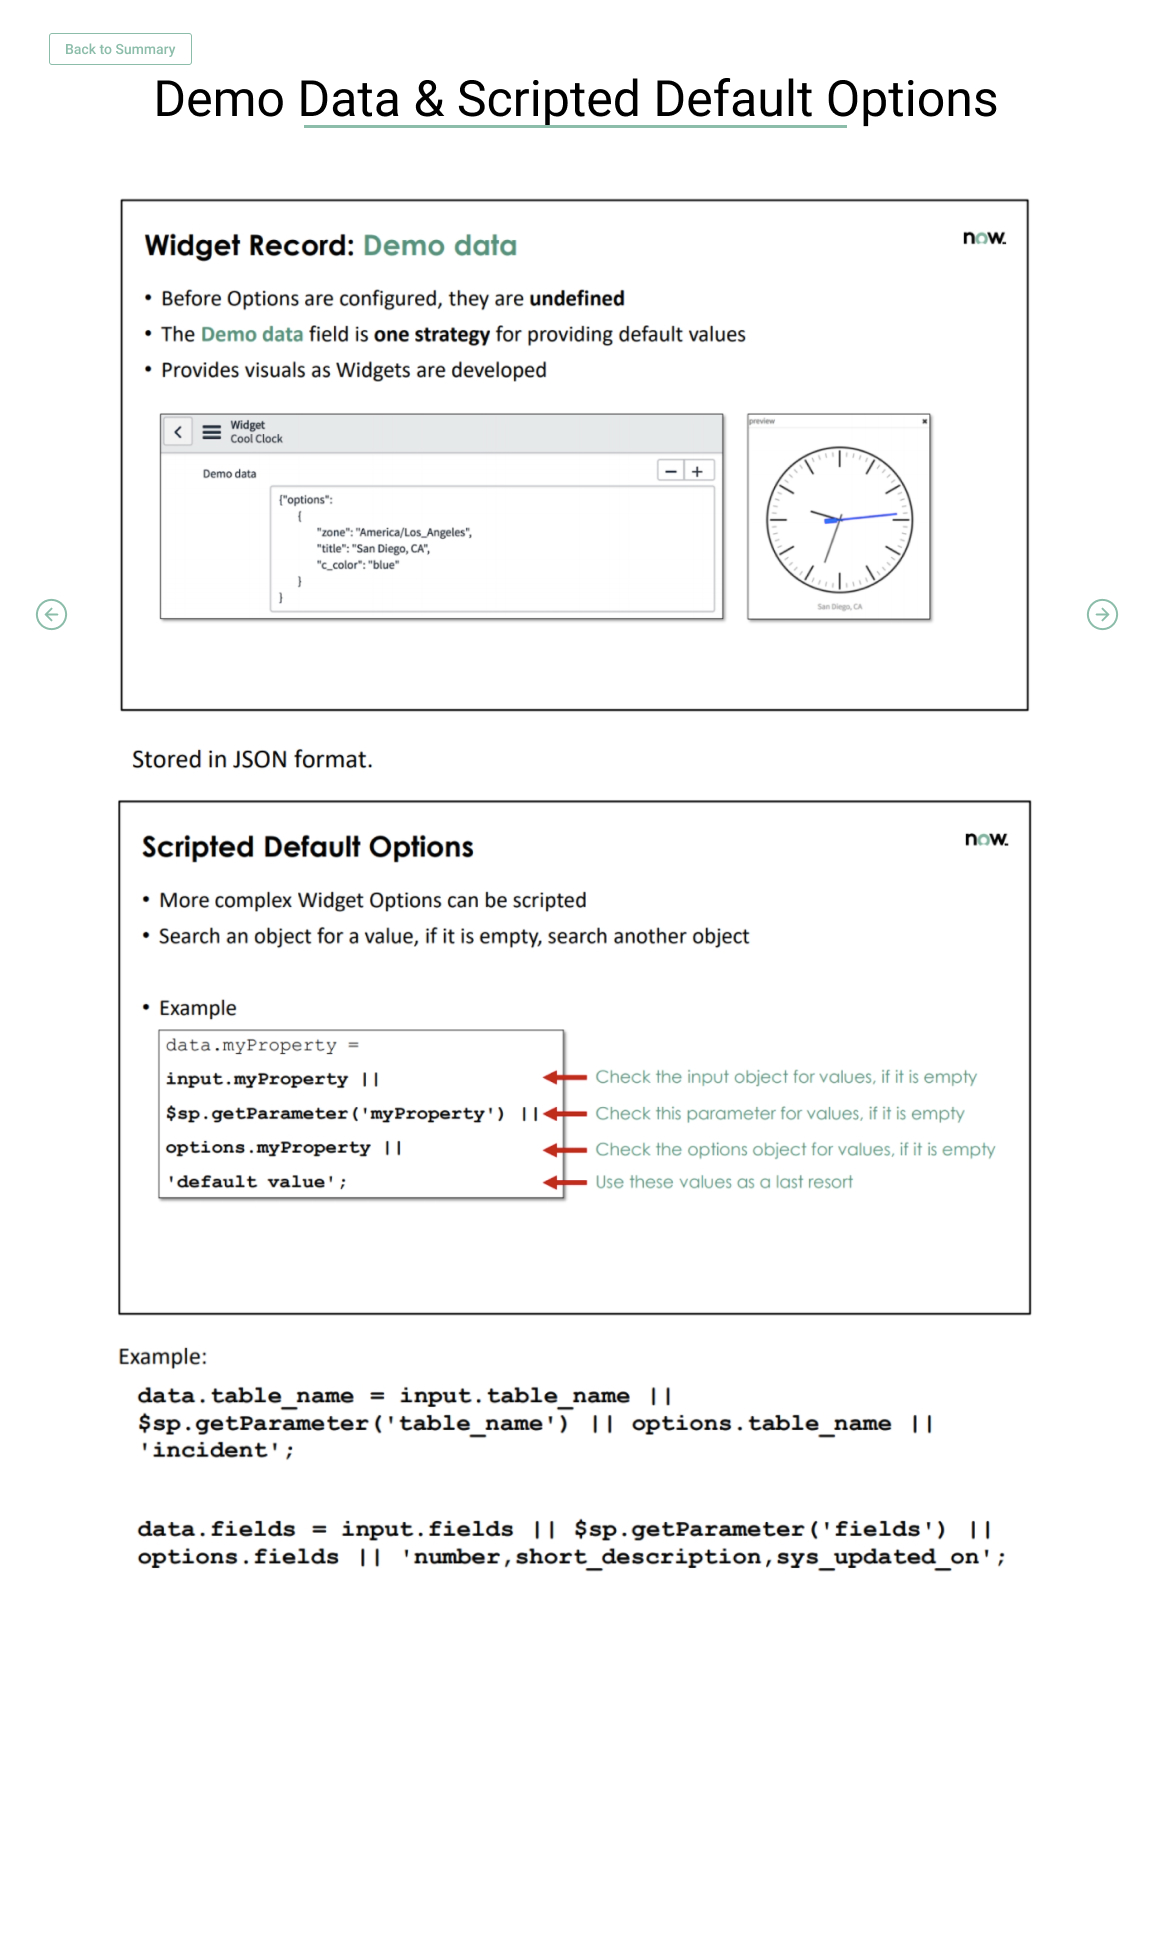 Back to Summary
Demo Data & Scripted Default Options
Widget Record: Demo data
now.
• Before Options are configured, they are undefined
• The Demo data field is one strategy for providing default values
• Provides visuals as Widgets are developed
Widget
Cool Clock
Demo data
{"options":
{
"zone": "America/Los_Angeles",
"title": "San Diego, CA",
"c_color": "blue"
}
}
preview
San Diego, CA
Stored in JSON format.
Scripted Default Options
now.
• More complex Widget Options can be scripted
• Search an object for a value, if it is empty, search another object
• Example
data.myProperty =
input.myProperty ||
Check the input object for values, if it is empty
$sp.getParameter('myProperty') ||
Check this parameter for values, if it is empty
options.myProperty ||
Check the options object for values, if it is empty
'default value';
Use these values as a last resort
Example:
data.table_name = input.table_name ||
$sp.getParameter('table_name') || options.table_name ||
'incident';
data.fields = input.fields || $sp.getParameter('fields') ||
options.fields || 'number,short_description,sys_updated_on';